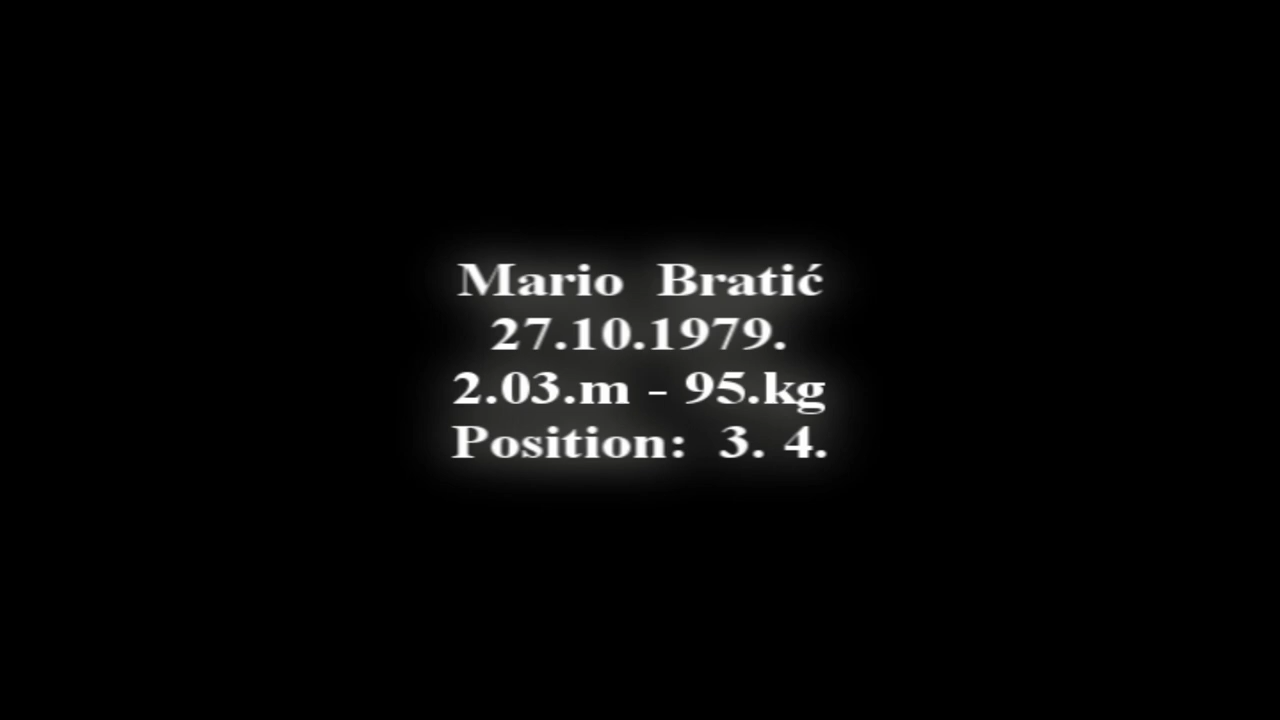 Mario Bratić
27.10.1979.
2.03.m - 95.kg
Position: 3. 4.